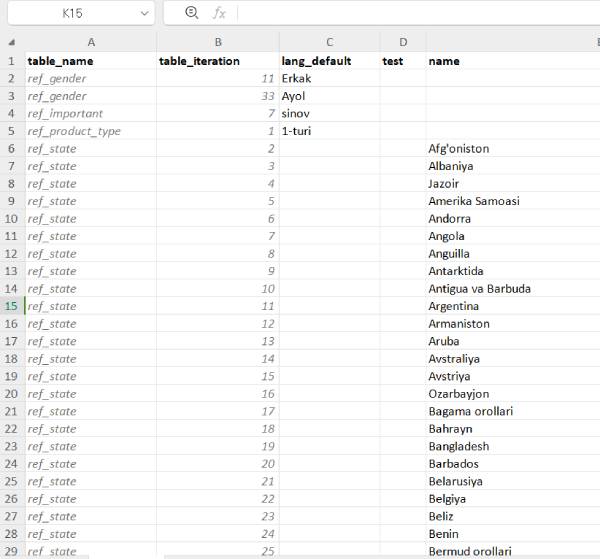 K15 fx
A B C D E
1 table_name table_iteration lang_default test name
2 ref_gender 11 Erkak
3 ref_gender 33 Ayol
4 ref_important 7 sinov
5 ref_product_type 1 1-turi
6 ref_state 2 Afg'oniston
7 ref_state 3 Albaniya
8 ref_state 4 Jazoir
9 ref_state 5 Amerika Samoasi
10 ref_state 6 Andorra
11 ref_state 7 Angola
12 ref_state 8 Anguilla
13 ref_state 9 Antarktida
14 ref_state 10 Antigua va Barbuda
15 ref_state 11 Argentina
16 ref_state 12 Armaniston
17 ref_state 13 Aruba
18 ref_state 14 Avstraliya
19 ref_state 15 Avstriya
20 ref_state 16 Ozarbayjon
21 ref_state 17 Bagama orollari
22 ref_state 18 Bahrayn
23 ref_state 19 Bangladesh
24 ref_state 20 Barbados
25 ref_state 21 Belarusiya
26 ref_state 22 Belgiya
27 ref_state 23 Beliz
28 ref_state 24 Benin
29 ref_state 25 Bermud orollari